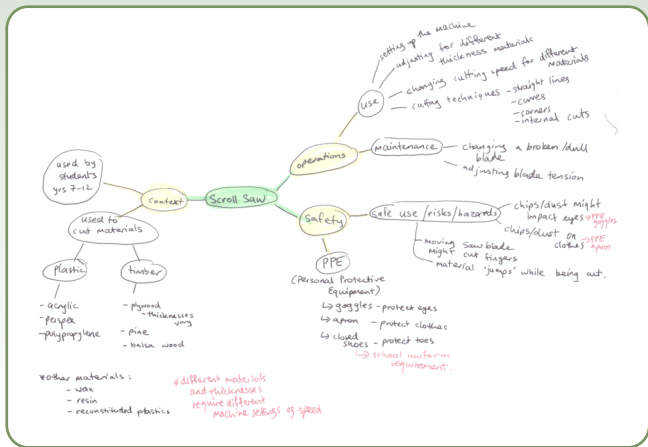 setting up the machine
adjusting for different
thickness materials
changing cutting speed for different
materials
cutting techniques - straight lines
- curves
- corners
- internal cuts
use
operations
maintenance
changing a broken/dull
blade
adjusting blade tension
used by
students
yrs 7-12
context
Scroll Saw
Safety
used to
cut materials
plastic
timber
- acrylic
- perspex
- polypropylene
- plywood
- thicknesses
vary
- pine
- balsa wood
safe use/risks/hazards
chips/dust might
impact eyes → PPE
goggles
chips/dust on
clothes → PPE
apron
moving saw blade
might cut fingers
material 'jumps' while being cut.
PPE
(Personal Protective
Equipment)
↳ goggles - protect eyes
↳ apron - protect clothes
↳ closed
shoes - protect toes
↳ school uniform
requirement.
*other materials:
- wax
- resin
- reconstituted plastics
*different materials
and thicknesses
require different
machine settings eg. speed